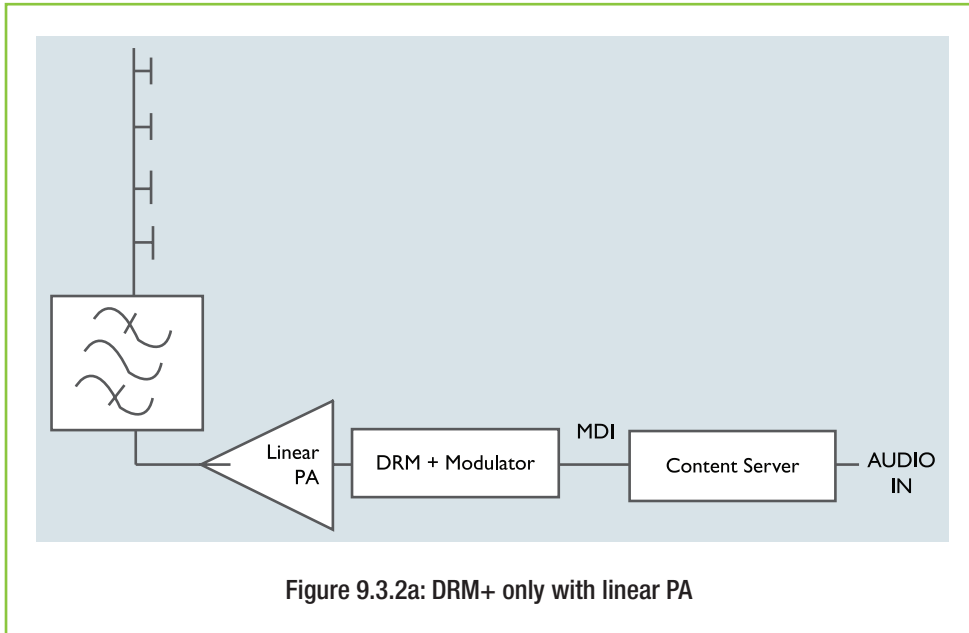 Linear
PA
DRM + Modulator
MDI
Content Server
AUDIO
IN
Figure 9.3.2a: DRM+ only with linear PA